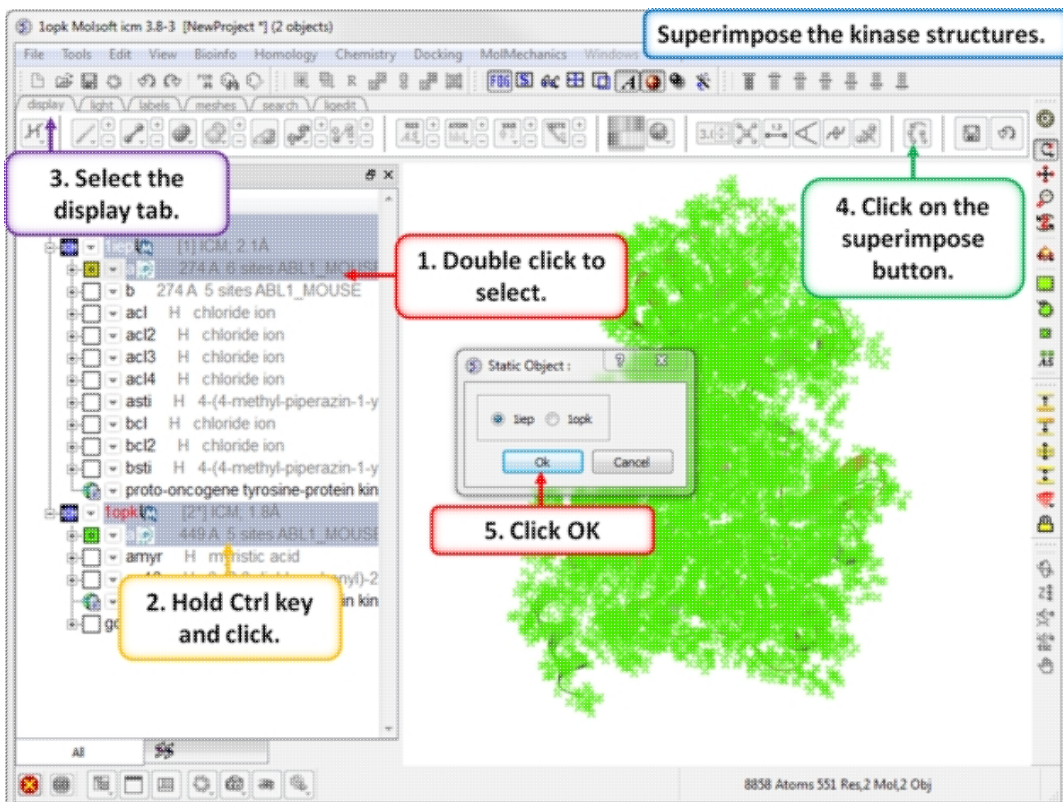 1opk Molsoft icm 3.8-3 [NewProject *] (2 objects)
Superimpose the kinase structures.
File Tools Edit View Bioinfo Homology Chemistry Docking MolMechanics Windows
display light labels meshes search ligedit
3. Select the
display tab.
4. Click on the
superimpose
button.
1. Double click to
select.
1iep [1] ICM, 2.1Å
a 274 A 6 sites ABL1_MOUSE
b 274 A 5 sites ABL1_MOUSE
acl H chloride ion
acl2 H chloride ion
acl3 H chloride ion
acl4 H chloride ion
asti H 4-(4-methyl-piperazin-1-y
bcl H chloride ion
bcl2 H chloride ion
bsti H 4-(4-methyl-piperazin-1-y
proto-oncogene tyrosine-protein kin
1opk [2*] ICM, 1.8Å
a 449 A 5 sites ABL1_MOUSE
amyr H myristic acid
Static Object :
1iep 1opk
Ok Cancel
5. Click OK
2. Hold Ctrl key
and click.
All
8858 Atoms 551 Res,2 Mol,2 Obj